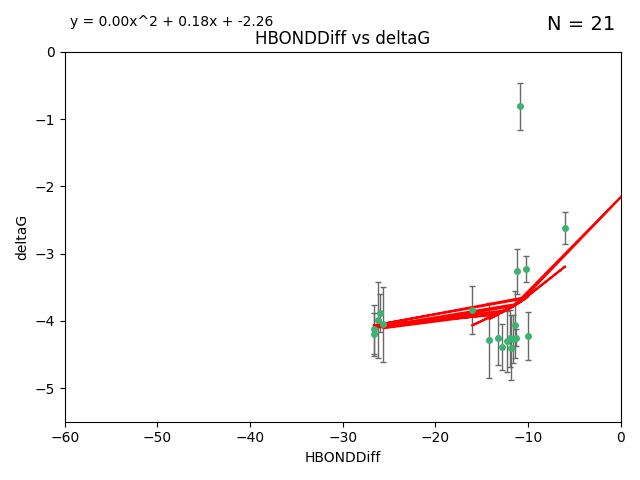 y = 0.00x^2 + 0.18x + -2.26
N = 21
HBONDDiff vs deltaG
0
−1
−2
−3
−4
−5
deltaG
−60 −50 −40 −30 −20 −10 0
HBONDDiff